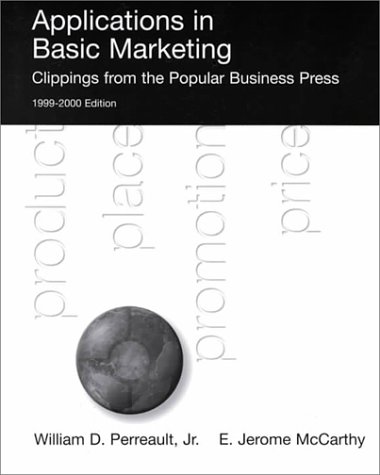 Applications in
Basic Marketing
Clippings from the Popular Business Press
1999-2000 Edition
product
place
promotion
price
William D. Perreault, Jr. E. Jerome McCarthy